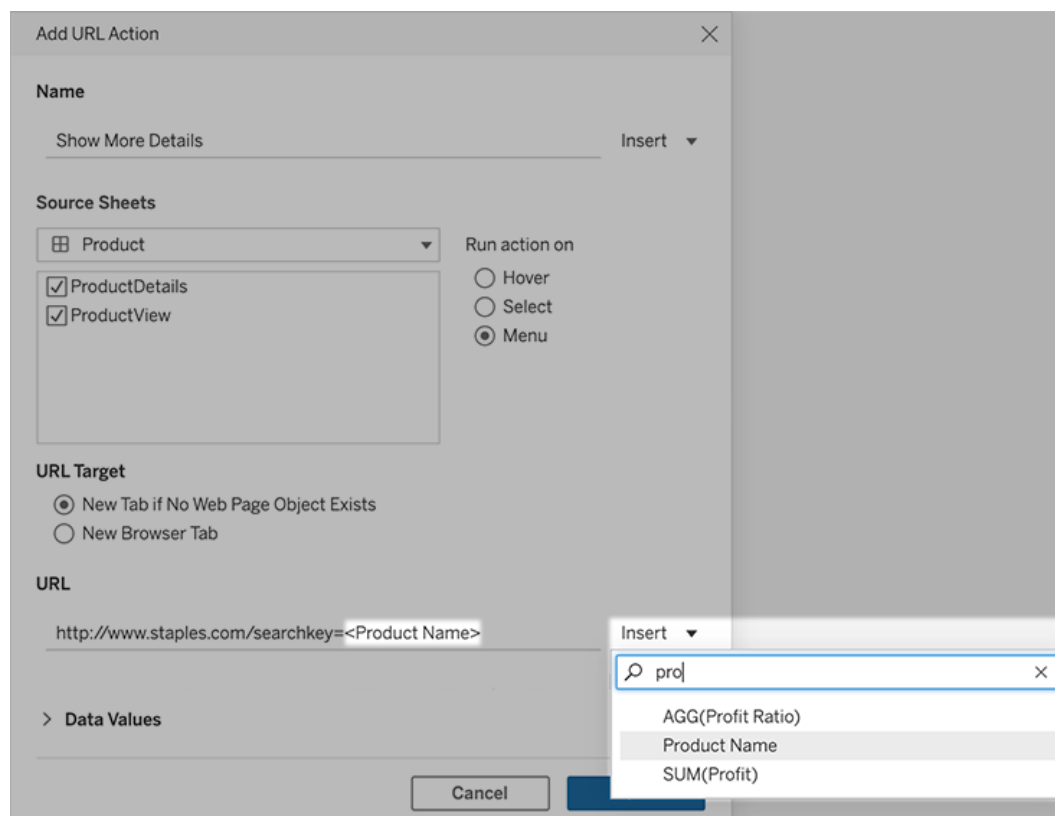 Add URL Action
Name
Show More Details Insert
Source Sheets
Product Run action on
ProductDetails Hover
ProductView Select
Menu
URL Target
New Tab if No Web Page Object Exists
New Browser Tab
URL
http://www.staples.com/searchkey=<Product Name> Insert
pro
Data Values AGG(Profit Ratio)
Product Name
SUM(Profit)
Cancel